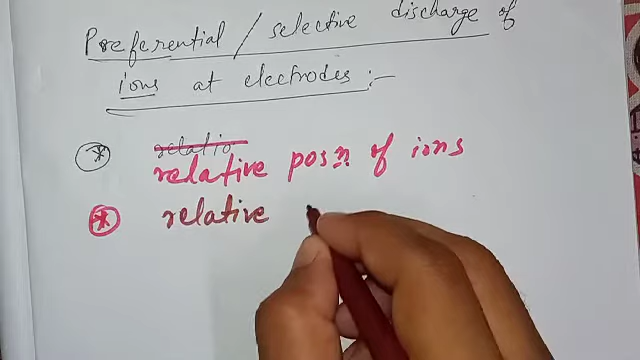 Preferential / selective discharge of
ions at electrodes :-
* relatio
relative posn of ions
* relative